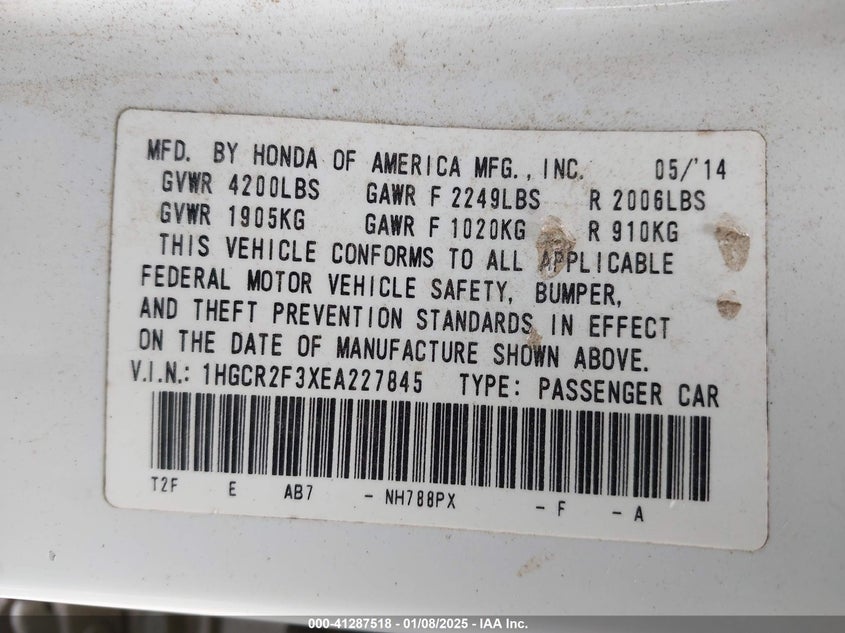 MFD. BY HONDA OF AMERICA MFG., INC. 05/'14
GVWR 4200LBS GAWR F 2249LBS R 2006LBS
GVWR 1905KG GAWR F 1020KG R 910KG
THIS VEHICLE CONFORMS TO ALL APPLICABLE
FEDERAL MOTOR VEHICLE SAFETY, BUMPER,
AND THEFT PREVENTION STANDARDS IN EFFECT
ON THE DATE OF MANUFACTURE SHOWN ABOVE.
V.I.N.: 1HGCR2F3XEA227845 TYPE: PASSENGER CAR
T2F E AB7 - NH788PX - F - A
000-41287518 - 01/08/2025 - IAA Inc.